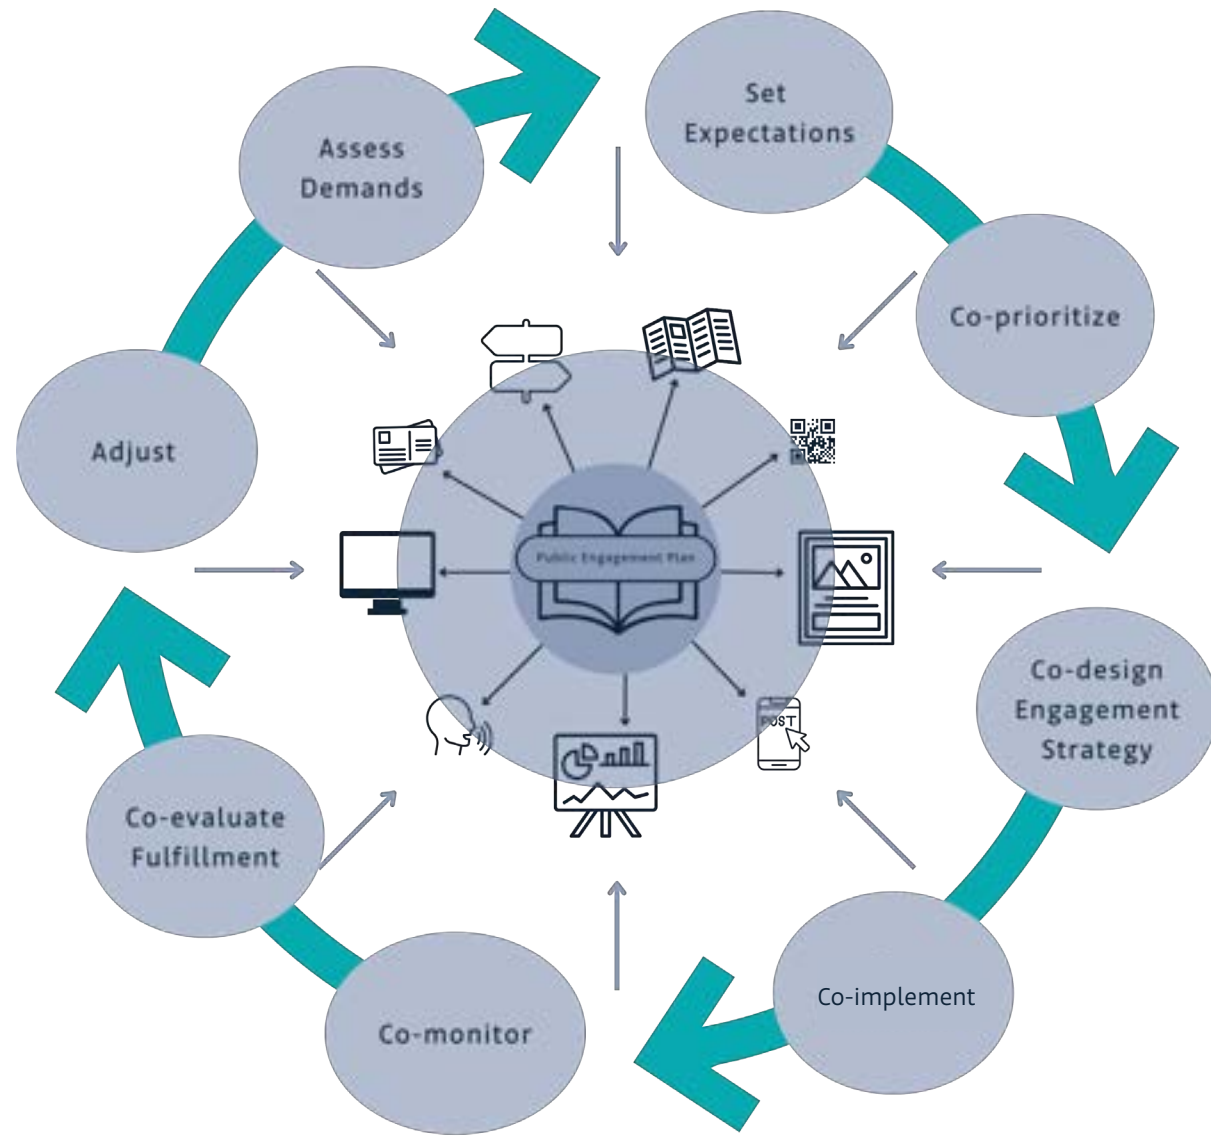 Set
Expectations
Assess
Demands
Co-prioritize
Adjust
Public Engagement Plan
Co-design
Engagement
Strategy
POST
Co-evaluate
Fulfillment
Co-implement
Co-monitor